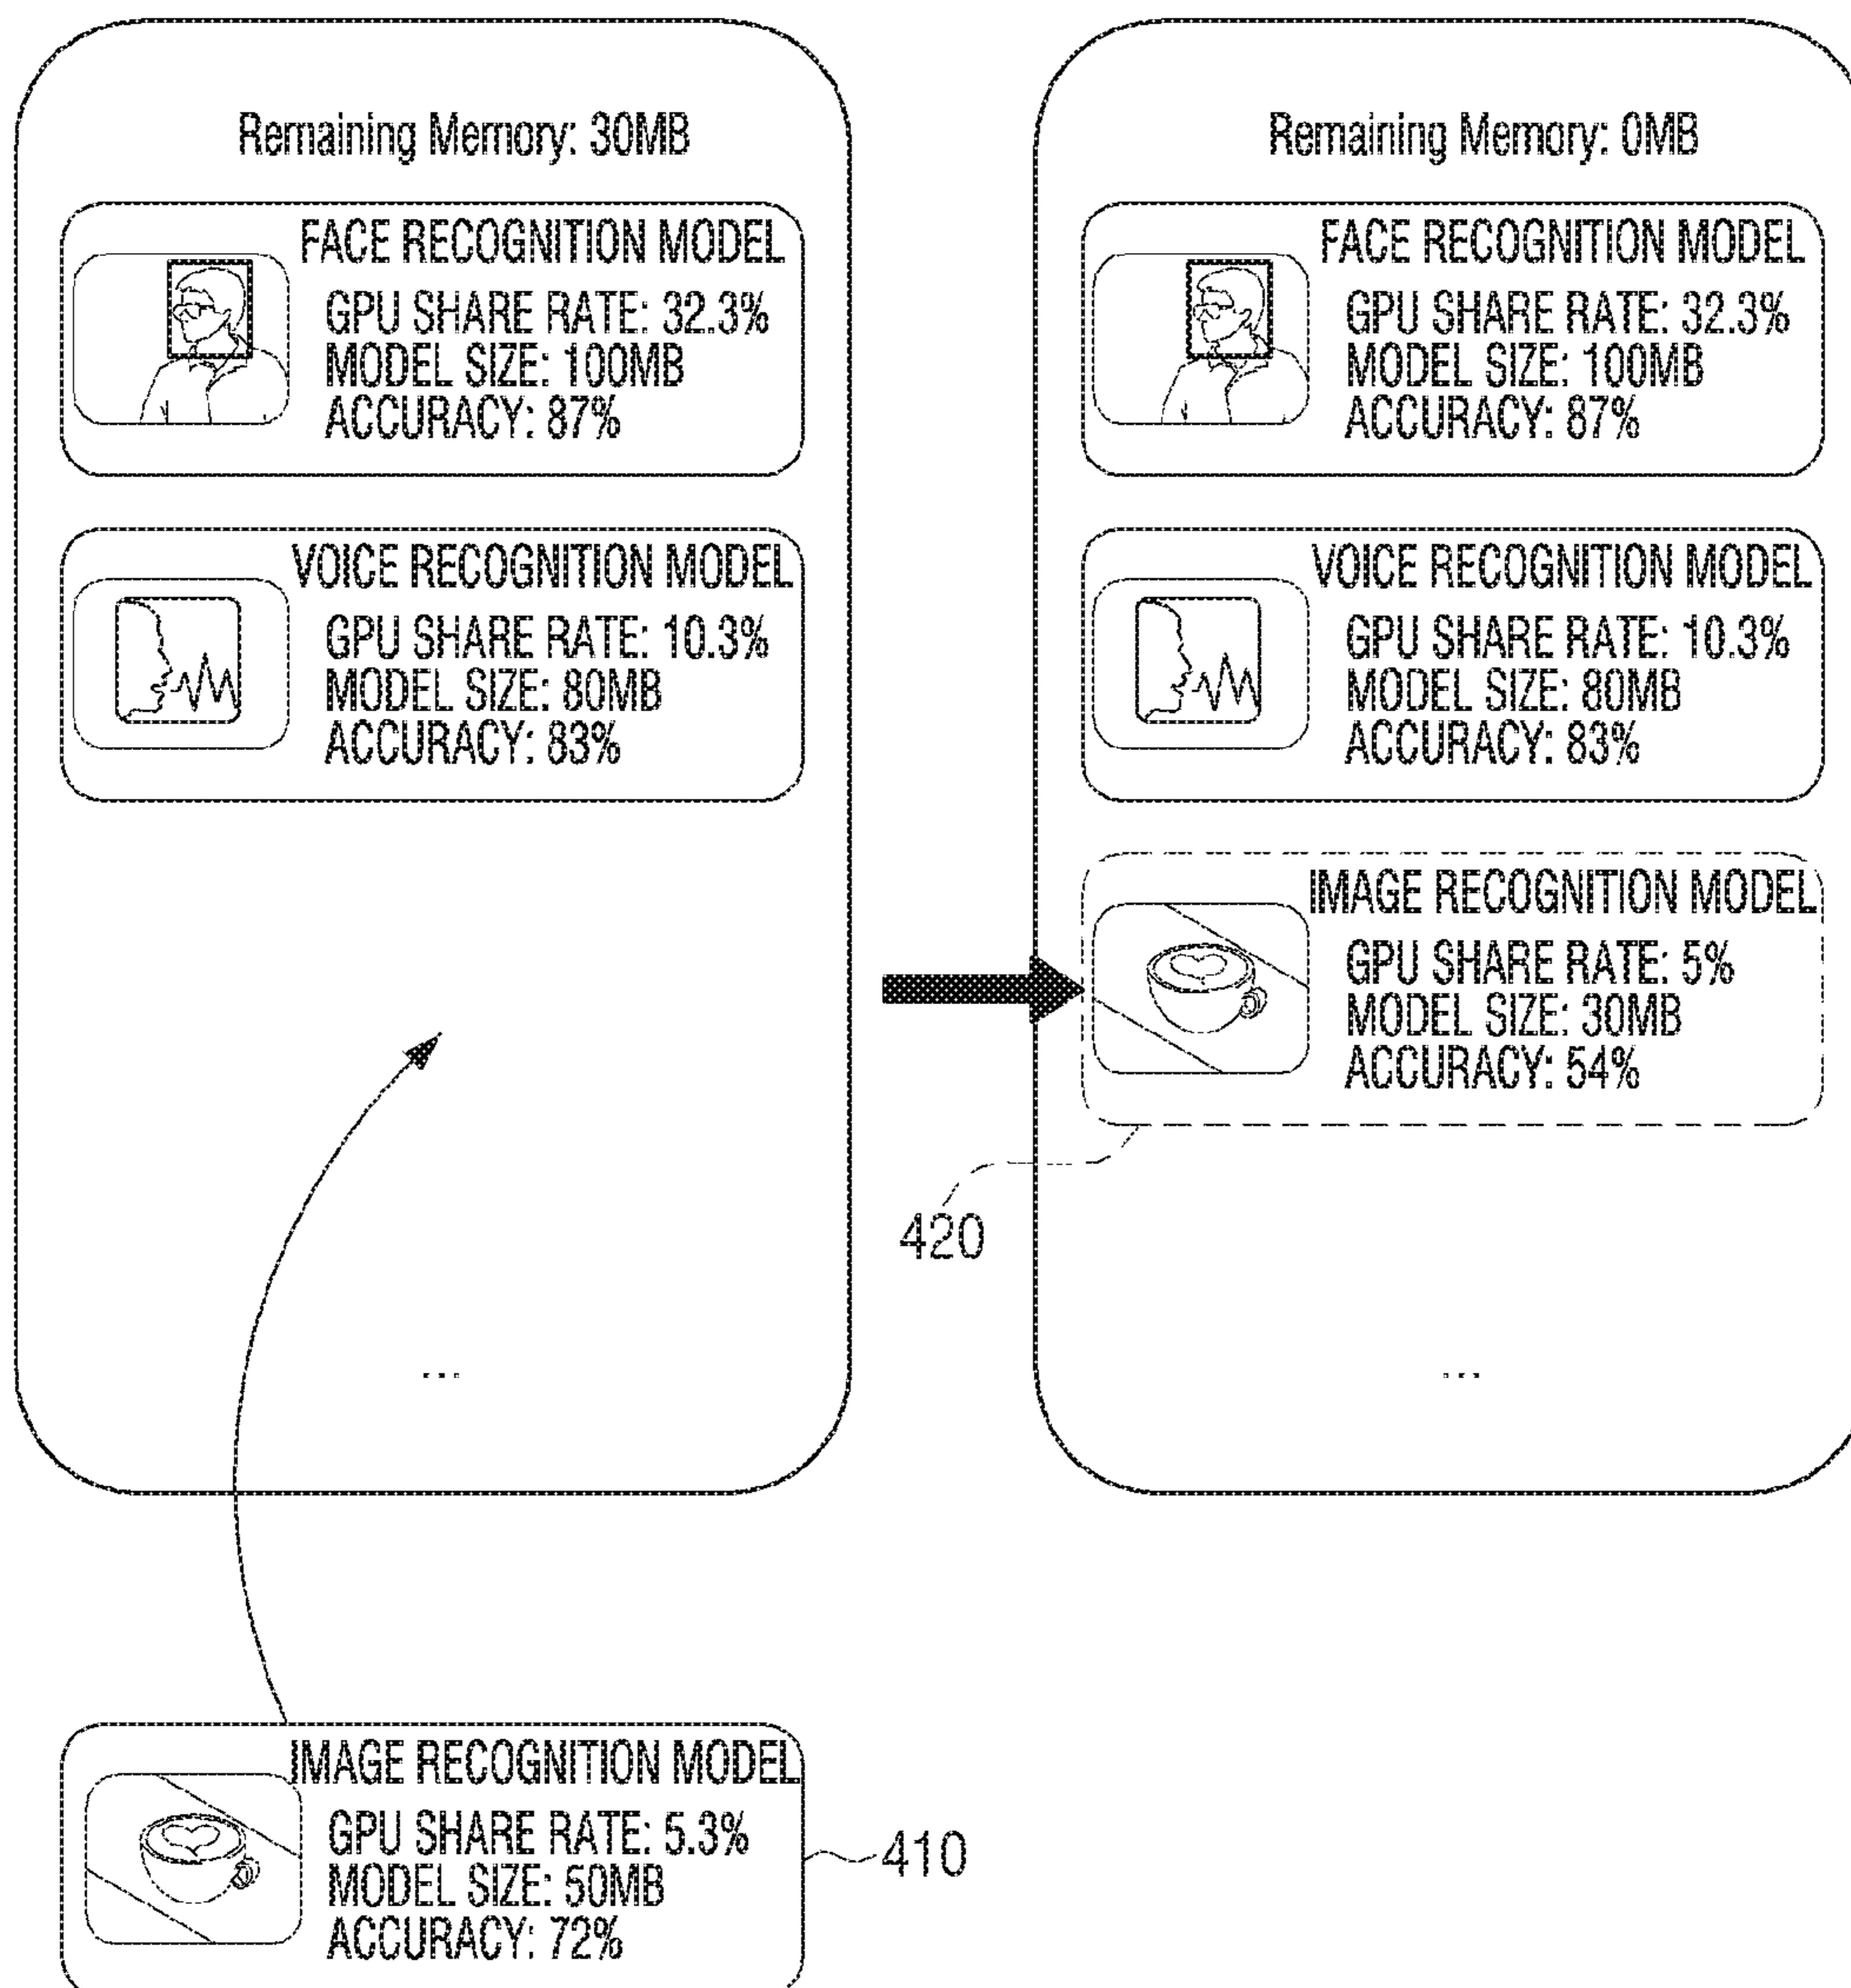 Remaining Memory: 30MB
FACE RECOGNITION MODEL
GPU SHARE RATE: 32.3%
MODEL SIZE: 100MB
ACCURACY: 87%
VOICE RECOGNITION MODEL
GPU SHARE RATE: 10.3%
MODEL SIZE: 80MB
ACCURACY: 83%
...
Remaining Memory: 0MB
FACE RECOGNITION MODEL
GPU SHARE RATE: 32.3%
MODEL SIZE: 100MB
ACCURACY: 87%
VOICE RECOGNITION MODEL
GPU SHARE RATE: 10.3%
MODEL SIZE: 80MB
ACCURACY: 83%
IMAGE RECOGNITION MODEL
GPU SHARE RATE: 5%
MODEL SIZE: 30MB
ACCURACY: 54%
420
...
IMAGE RECOGNITION MODEL
GPU SHARE RATE: 5.3%
MODEL SIZE: 50MB
ACCURACY: 72%
410